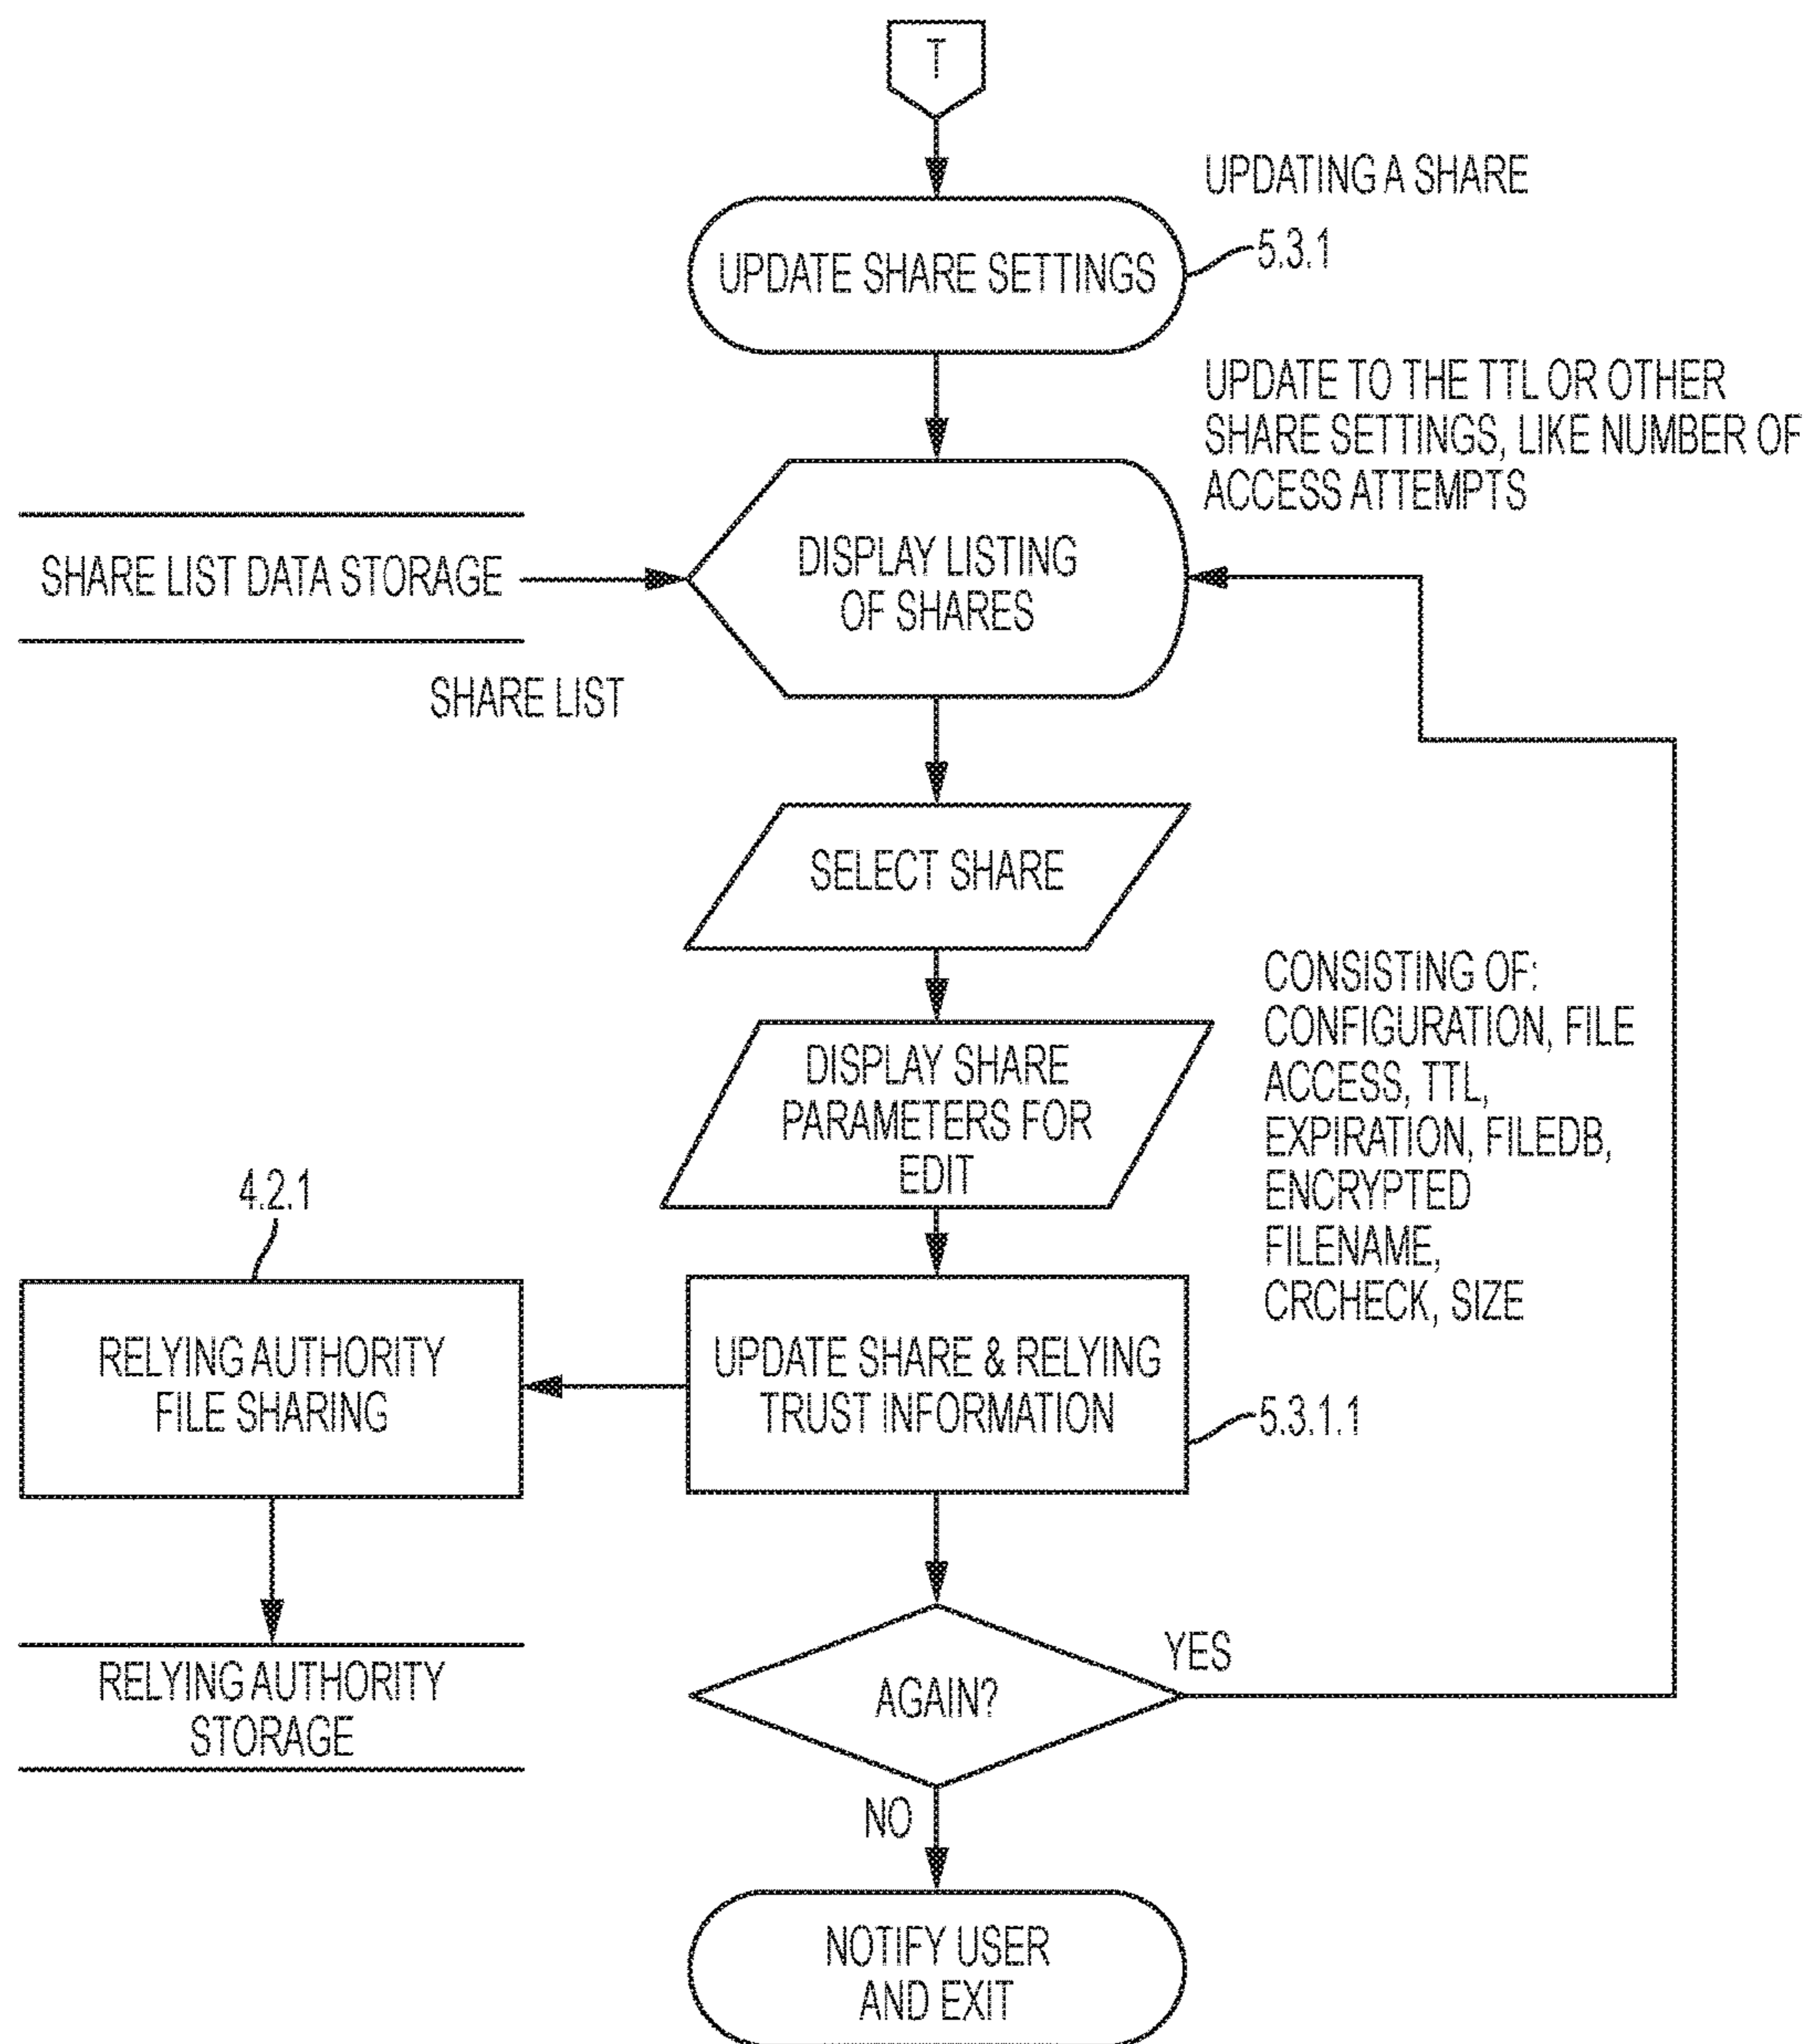 T
UPDATING A SHARE
UPDATE SHARE SETTINGS
5.3.1
UPDATE TO THE TTL OR OTHER
SHARE SETTINGS, LIKE NUMBER OF
ACCESS ATTEMPTS
SHARE LIST DATA STORAGE
DISPLAY LISTING
OF SHARES
SHARE LIST
SELECT SHARE
CONSISTING OF:
CONFIGURATION, FILE
ACCESS, TTL,
EXPIRATION, FILEDB,
ENCRYPTED
FILENAME,
CRCHECK, SIZE
DISPLAY SHARE
PARAMETERS FOR
EDIT
4.2.1
RELYING AUTHORITY
FILE SHARING
UPDATE SHARE & RELYING
TRUST INFORMATION
5.3.1.1
RELYING AUTHORITY
STORAGE
AGAIN?
YES
NO
NOTIFY USER
AND EXIT